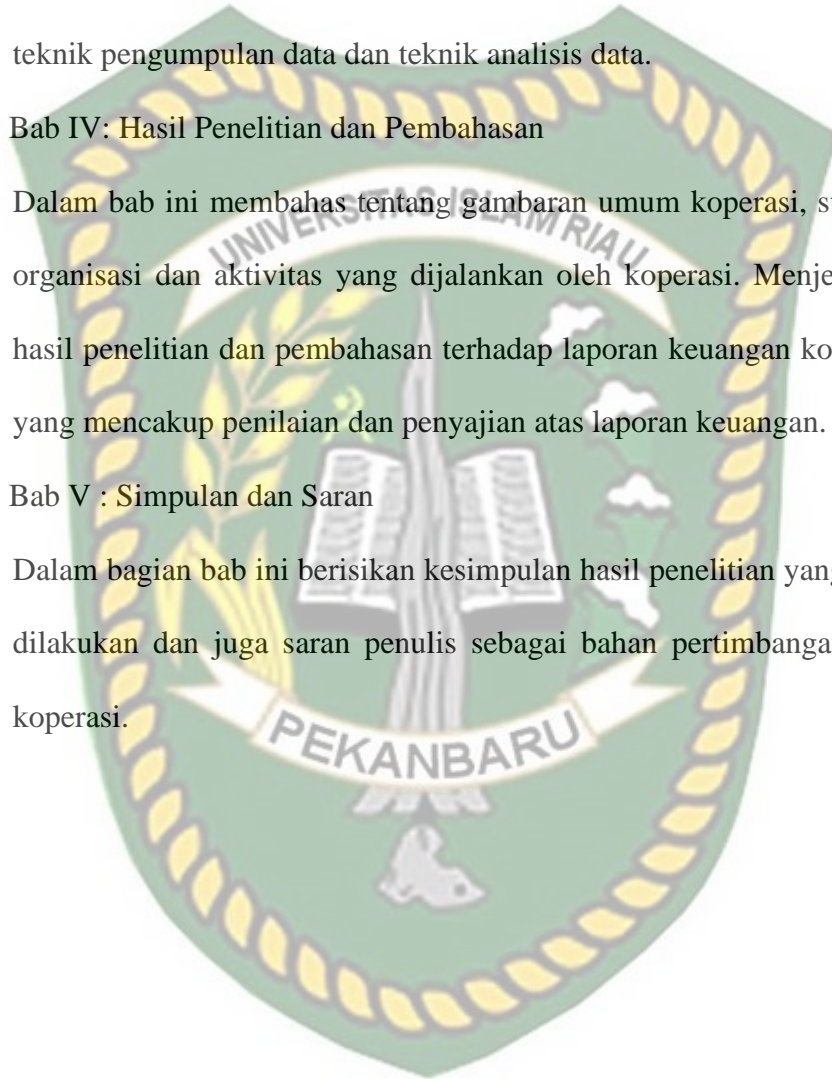 teknik pengumpulan data dan teknik analisis data.
Bab IV: Hasil Penelitian dan Pembahasan
Dalam bab ini membahas tentang gambaran umum koperasi,
UNIVERSITAS ISLAM RIAU
organisasi dan aktivitas yang dijalankan oleh koperasi.
hasil penelitian dan pembahasan terhadap laporan keuangan
yang mencakup penilaian dan penyajian atas laporan keuangan.
Bab V : Simpulan dan Saran
Dalam bagian bab ini berisikan kesimpulan hasil penelitian yang
dilakukan dan juga saran penulis sebagai bahan
koperasi.
PEKANBARU